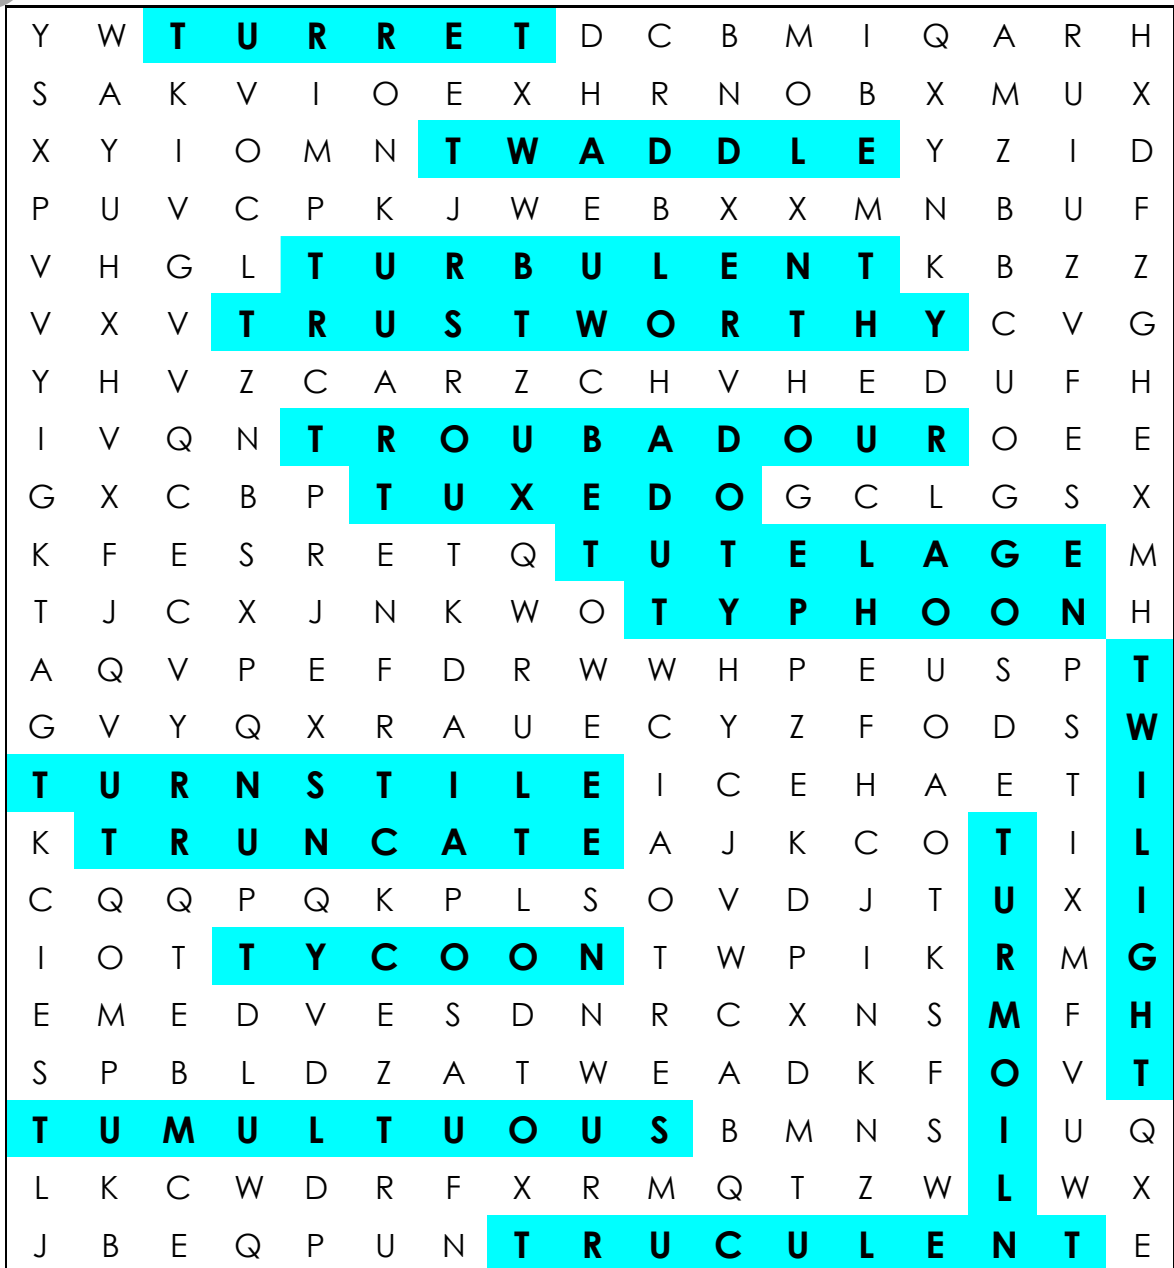 Y W T U R R E T D C B M I Q A R H
S A K V I O E X H R N O B X M U X
X Y I O M N T W A D D L E Y Z I D
P U V C P K J W E B X X M N B U F
V H G L T U R B U L E N T K B Z Z
V X V T R U S T W O R T H Y C V G
Y H V Z C A R Z C H V H E D U F H
I V Q N T R O U B A D O U R O E E
G X C B P T U X E D O G C L G S X
K F E S R E T Q T U T E L A G E M
T J C X J N K W O T Y P H O O N H
A Q V P E F D R W W H P E U S P T
G V Y Q X R A U E C Y Z F O D S W
T U R N S T I L E I C E H A E T I
K T R U N C A T E A J K C O T I L
C Q Q P Q K P L S O V D J T U X I
I O T T Y C O O N T W P I K R M G
E M E D V E S D N R C X N S M F H
S P B L D Z A T W E A D K F O V T
T U M U L T U O U S B M N S I U Q
L K C W D R F X R M Q T Z W L W X
J B E Q P U N T R U C U L E N T E